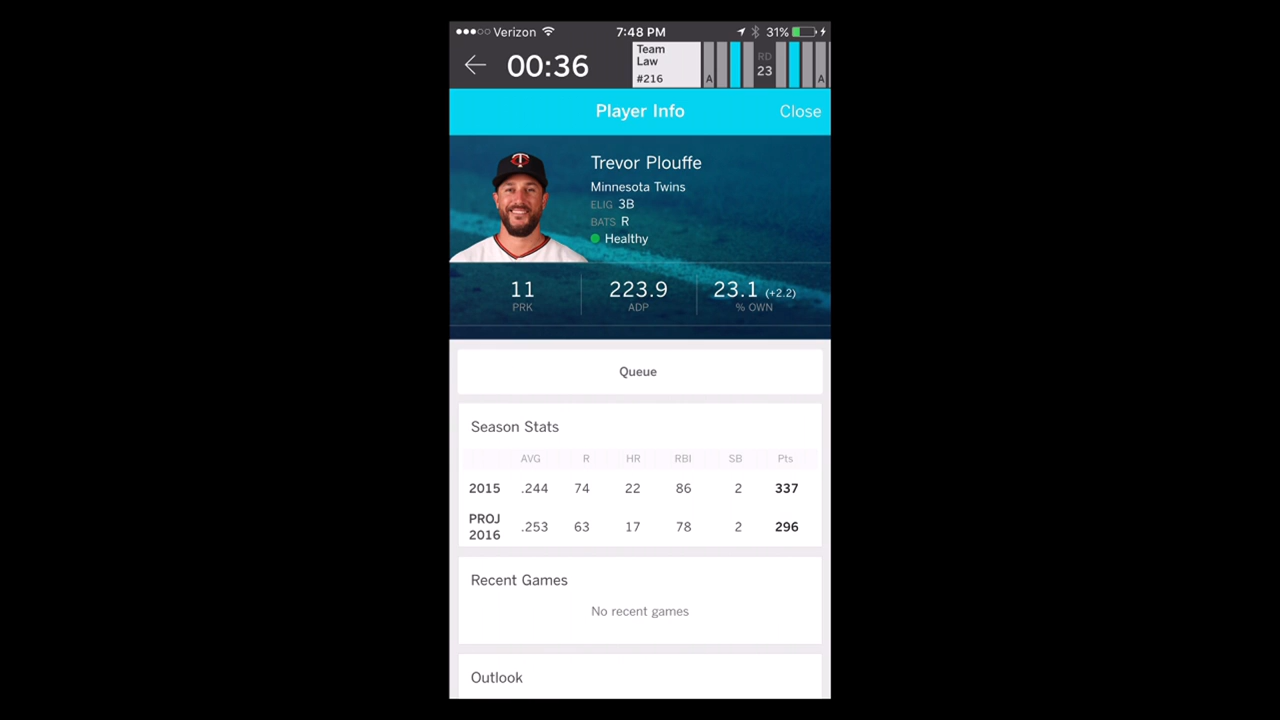 Verizon 7:48 PM 31%
00:36
Team
Law
#216
A
RD
23
A
Player Info Close
Trevor Plouffe
Minnesota Twins
ELIG 3B
BATS R
Healthy
11 223.9 23.1 (+2.2)
PRK ADP % OWN
Queue
Season Stats
AVG R HR RBI SB Pts
2015 .244 74 22 86 2 337
PROJ
2016 .253 63 17 78 2 296
Recent Games
No recent games
Outlook